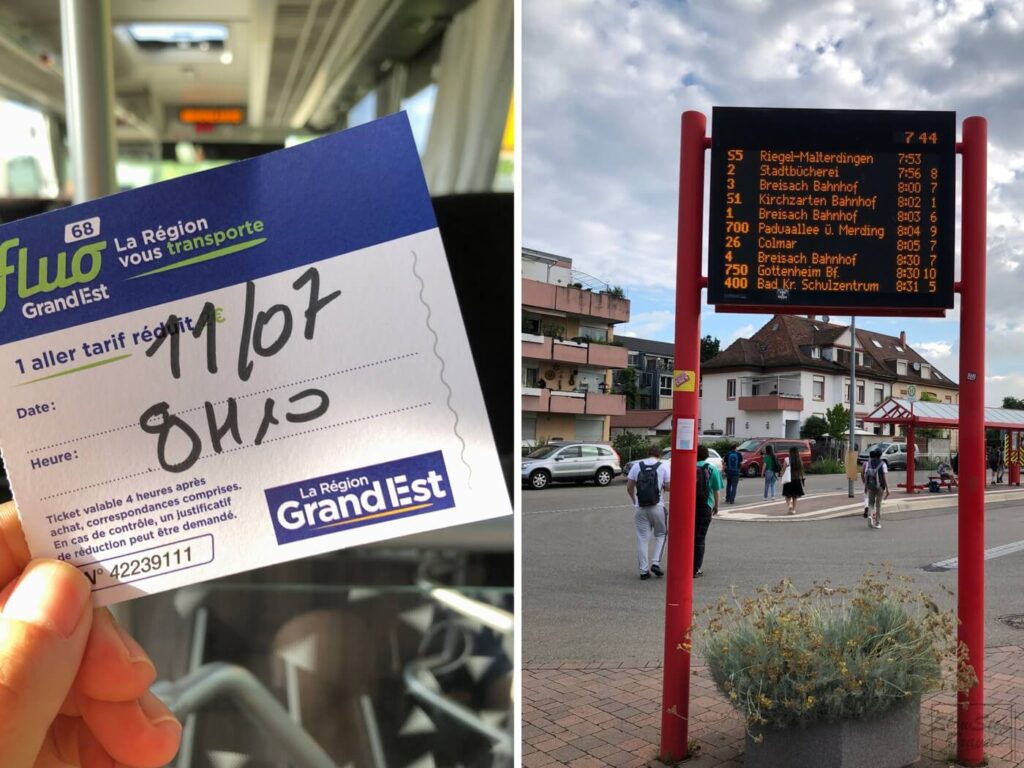 68
fluo
GrandEst
La Région
vous transporte
1 aller tarif réduit
11/07
Date:
8H10
Heure:
Ticket valable 4 heures après
achat, correspondances comprises.
En cas de contrôle, un justificatif
de réduction peut être demandé.
N° 42239111
La Région
GrandEst
7 44
S5 Riegel-Malterdingen 7:53
2 Stadtbücherei 7:56 8
3 Breisach Bahnhof 8:00 7
S1 Kirchzarten Bahnhof 8:02 1
1 Breisach Bahnhof 8:03 6
700 Paduaallee ü. Merding 8:04 9
26 Colmar 8:05 7
4 Breisach Bahnhof 8:30 7
750 Gottenheim Bf. 8:30 10
400 Bad Kr. Schulzentrum 8:31 5